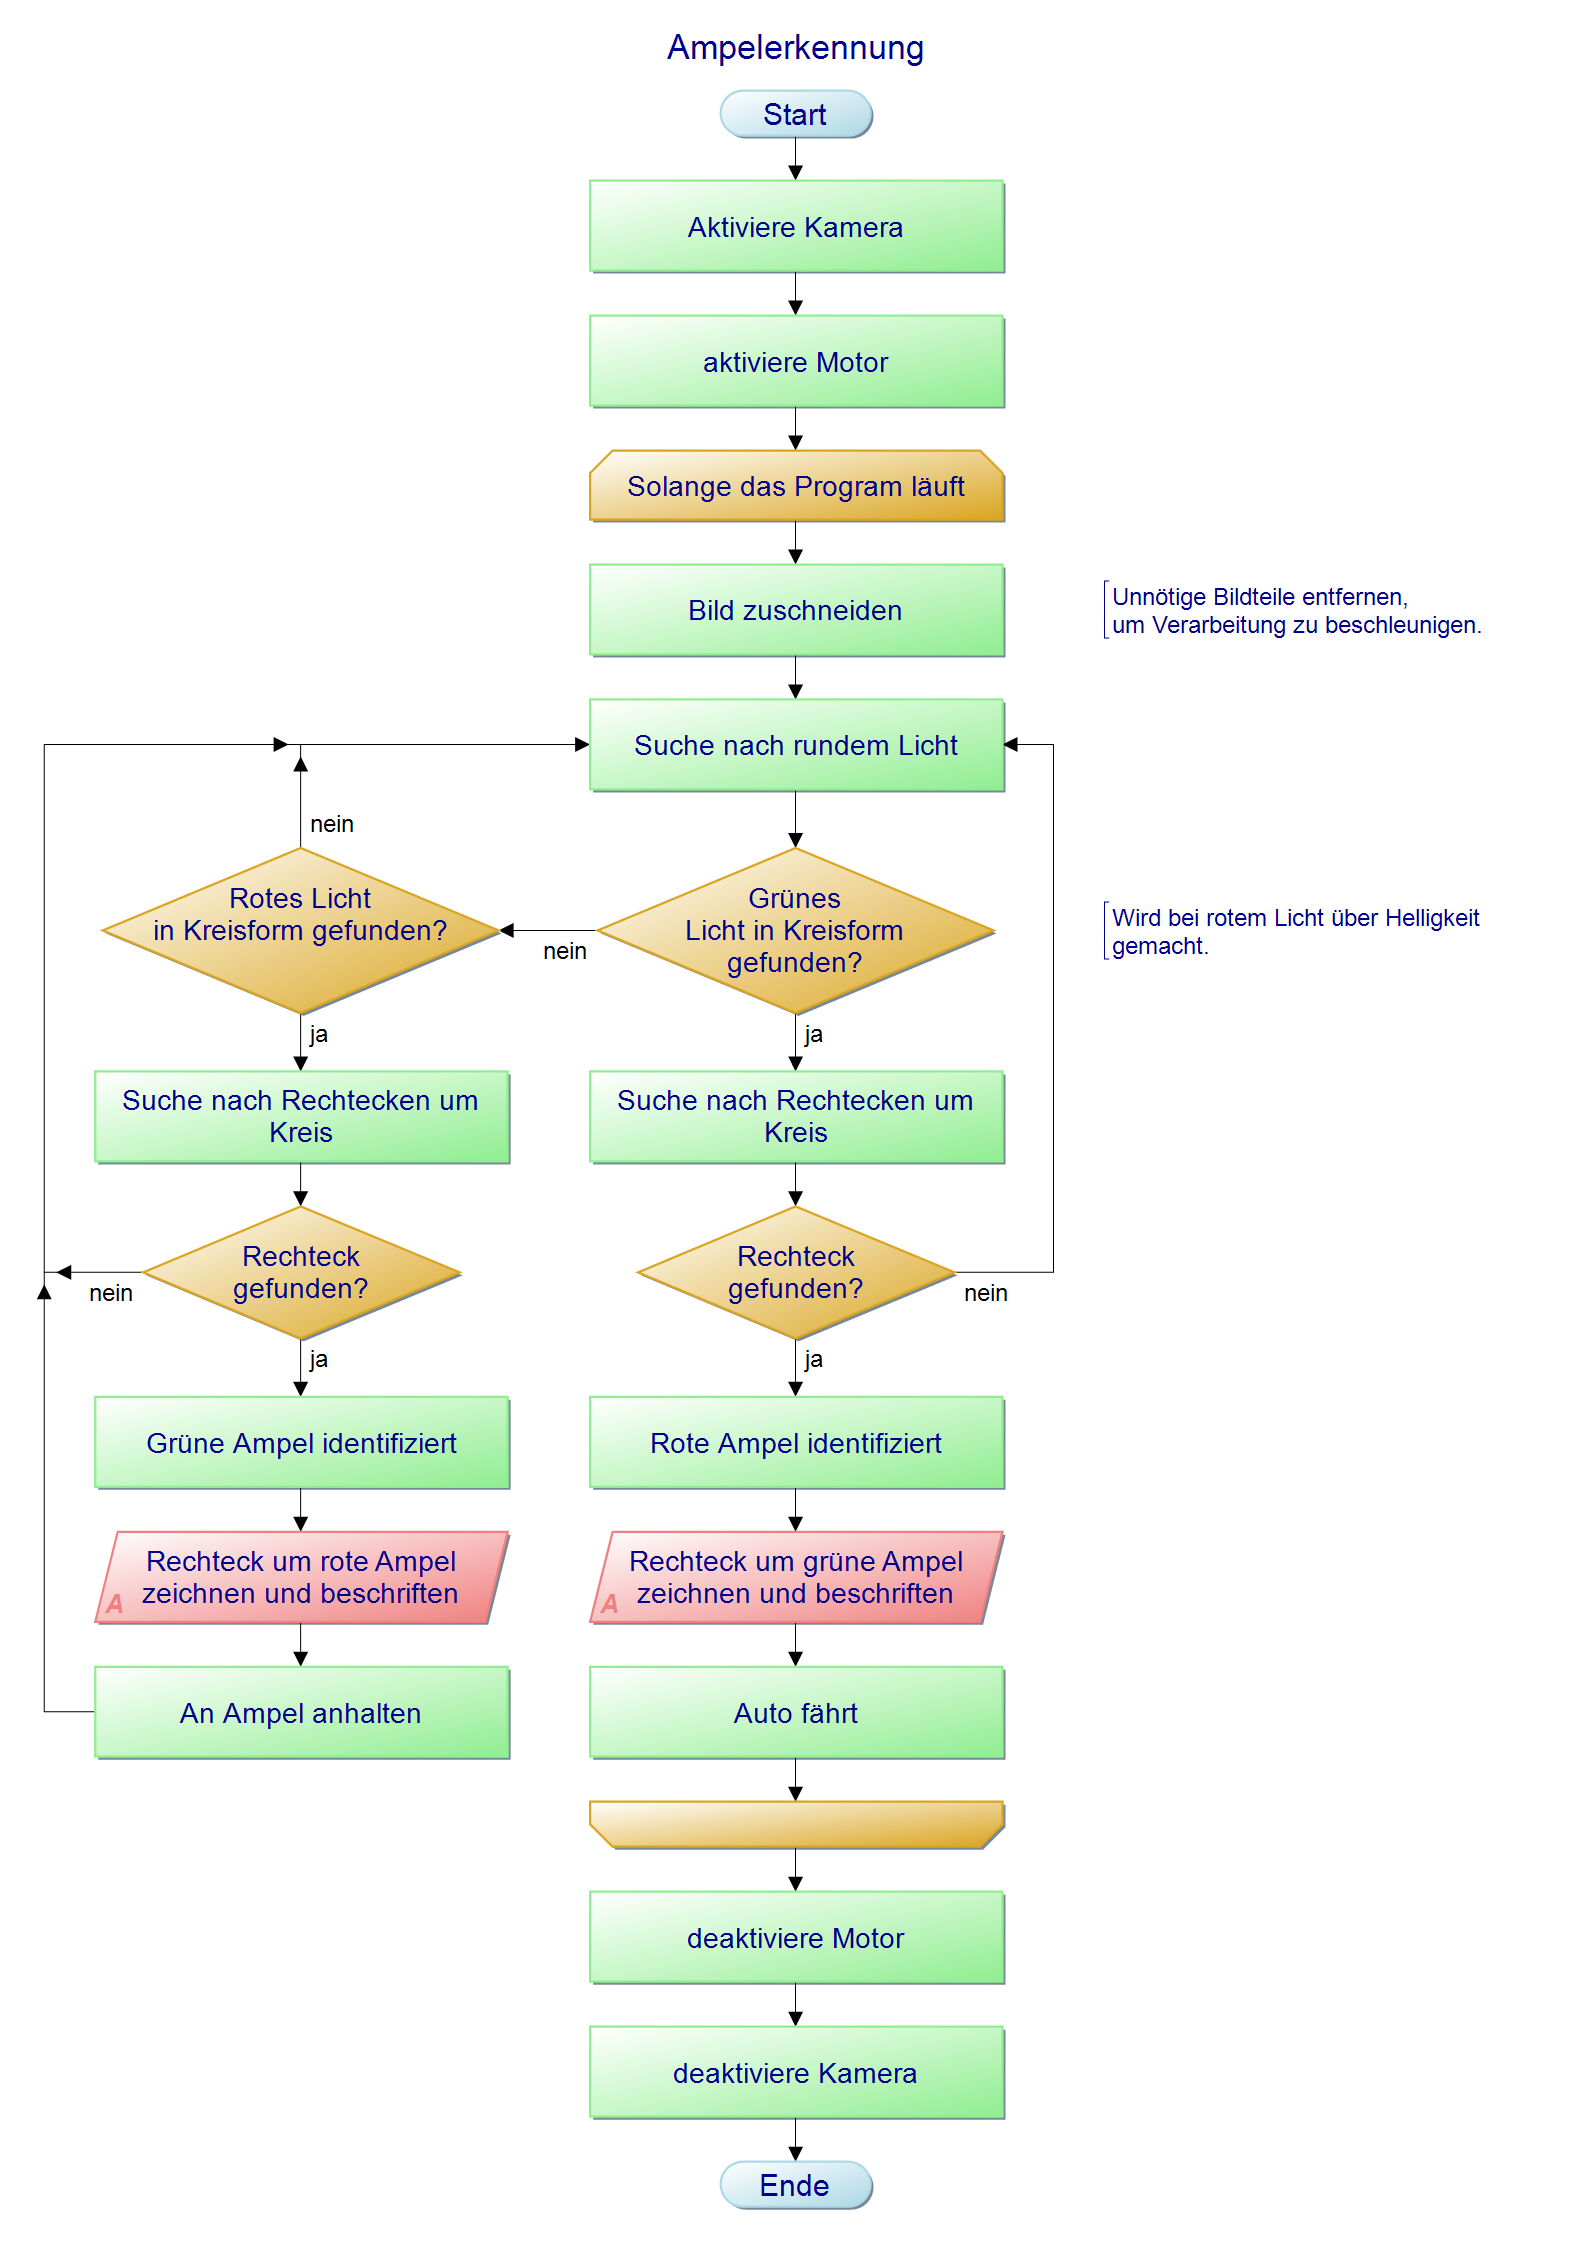 Ampelerkennung
Start
Aktiviere Kamera
aktiviere Motor
Solange das Program läuft
Bild zuschneiden
Unnötige Bildteile entfernen,
um Verarbeitung zu beschleunigen.
Suche nach rundem Licht
nein
Rotes Licht
in Kreisform gefunden?
nein
Grünes
Licht in Kreisform
gefunden?
Wird bei rotem Licht über Helligkeit
gemacht.
ja
ja
Suche nach Rechtecken um
Kreis
Suche nach Rechtecken um
Kreis
Rechteck
gefunden?
nein
Rechteck
gefunden?
nein
ja
ja
Grüne Ampel identifiziert
Rote Ampel identifiziert
Rechteck um rote Ampel
zeichnen und beschriften
A
Rechteck um grüne Ampel
zeichnen und beschriften
A
An Ampel anhalten
Auto fährt
deaktiviere Motor
deaktiviere Kamera
Ende